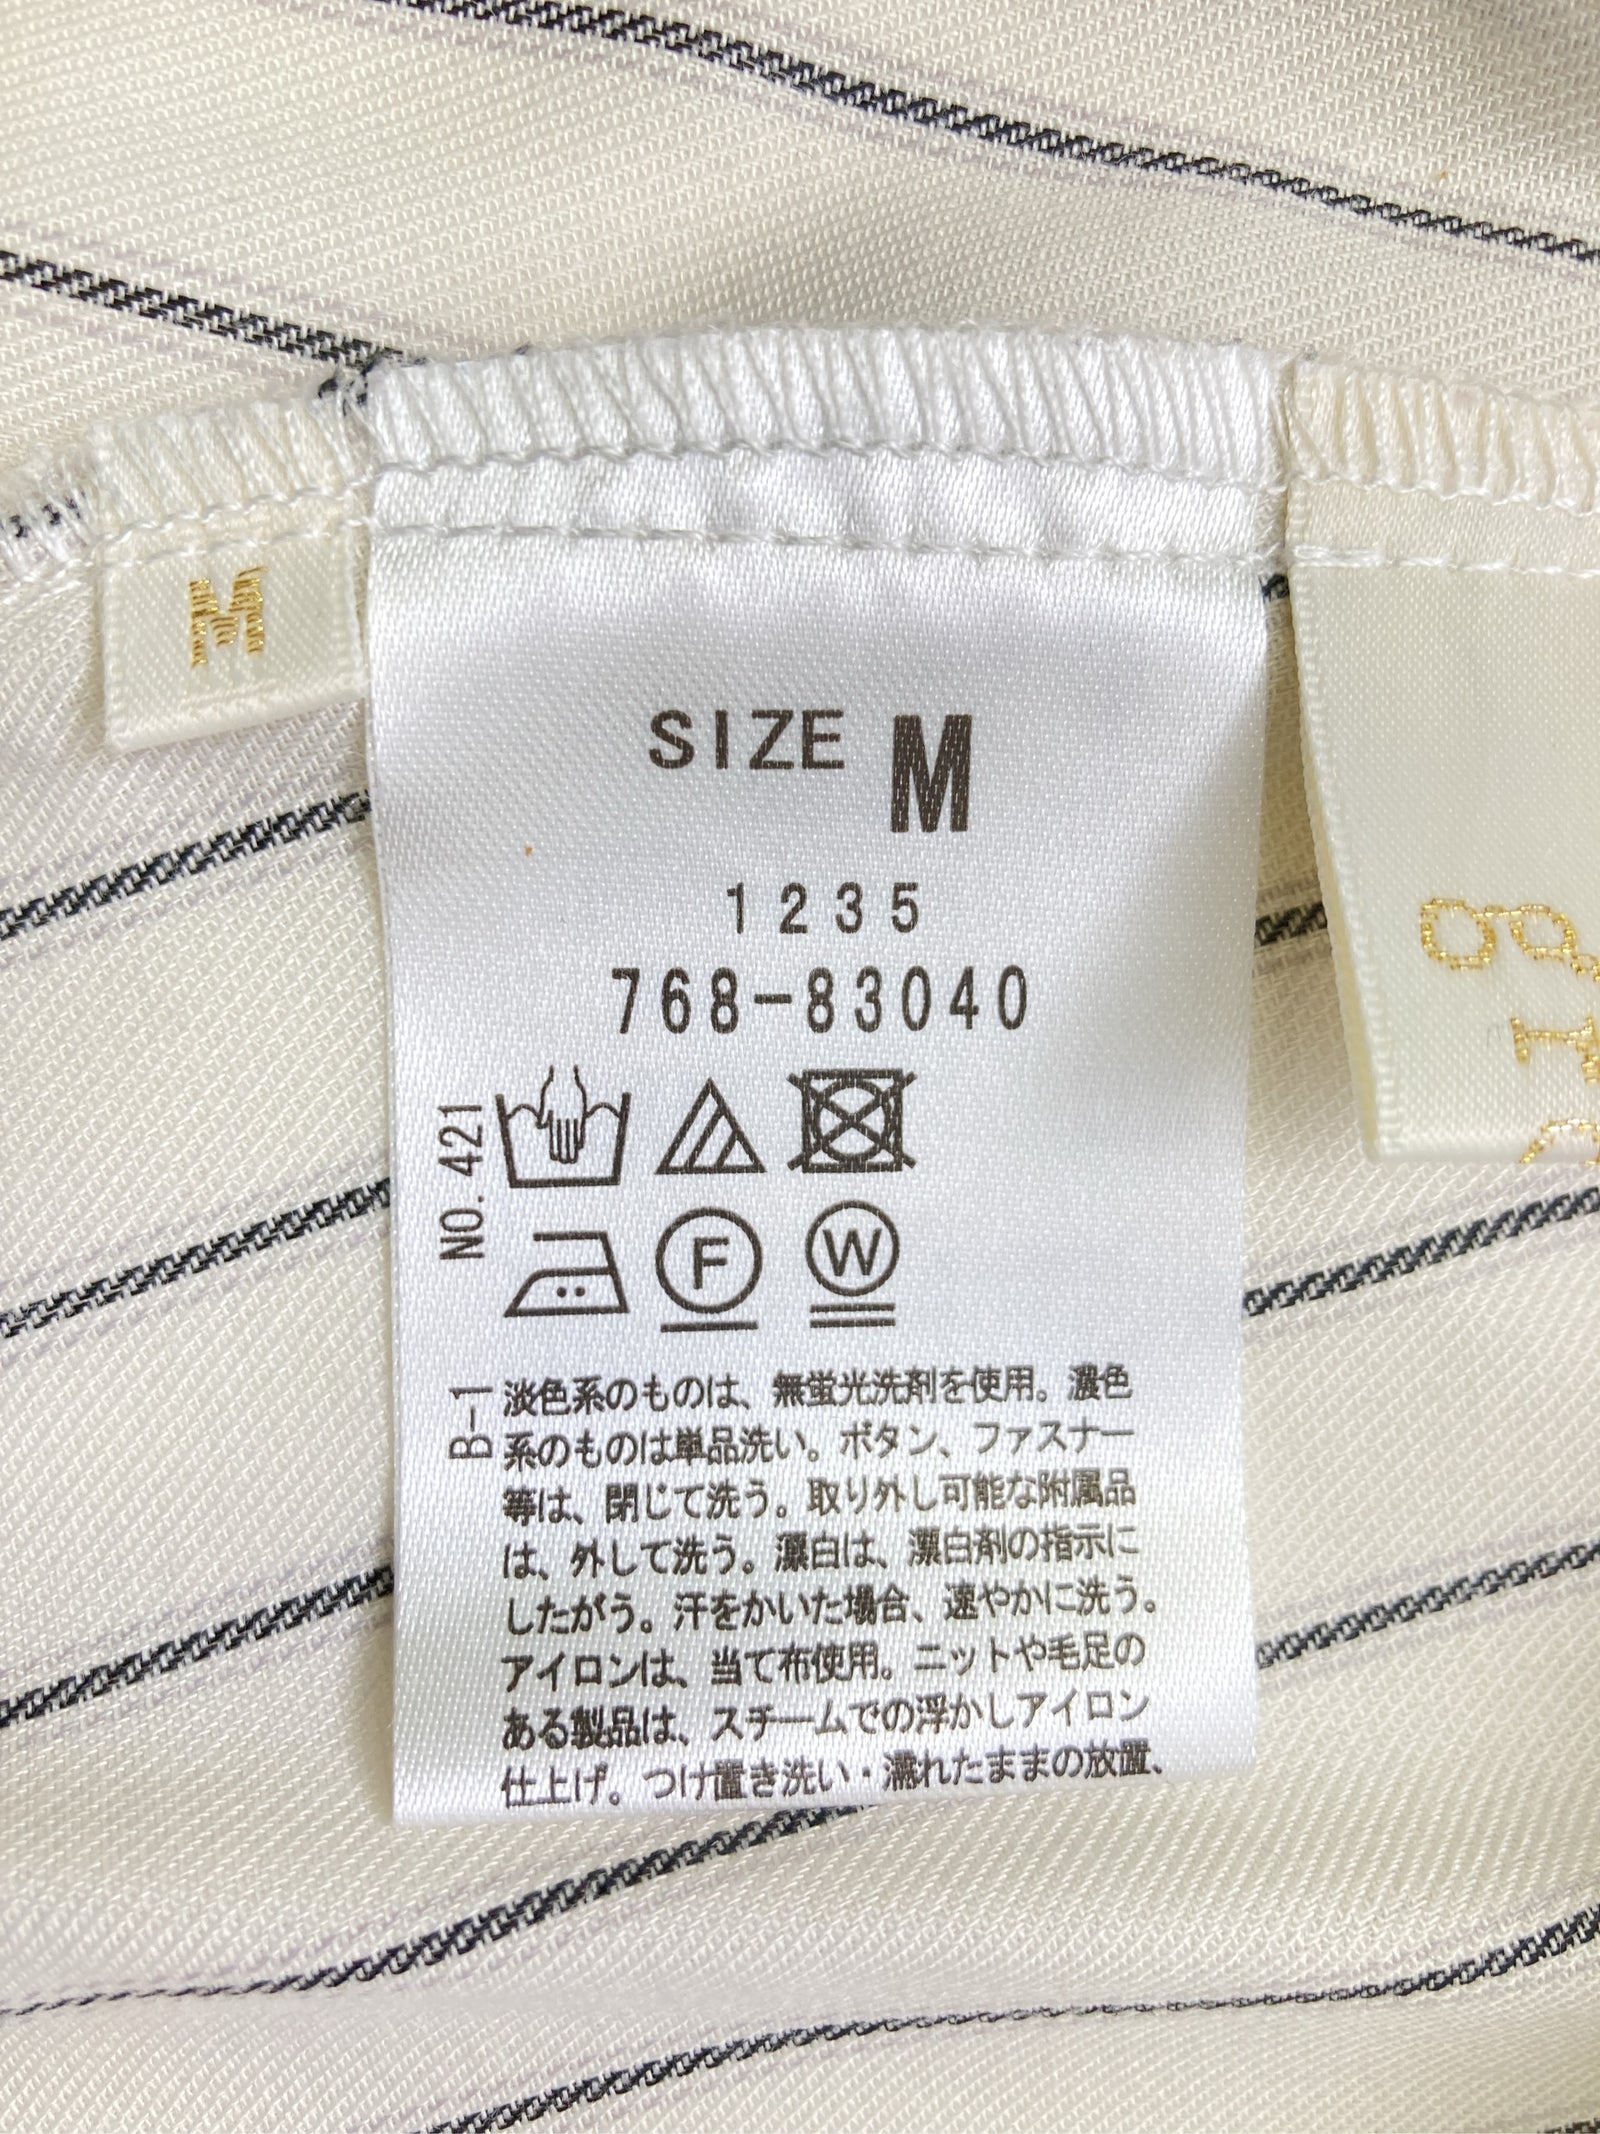 M
SIZE M
1235
768-83040
NO.421
F
W
B-1
淡色系のものは、無蛍光洗剤を使用。濃色
系のものは単品洗い。ボタン、ファスナー
等は、閉じて洗う。取り外し可能な附属品
は、外して洗う。漂白は、漂白剤の指示に
したがう。汗をかいた場合、速やかに洗う。
アイロンは、当て布使用。ニットや毛足の
ある製品は、スチームでの浮かしアイロン
仕上げ。つけ置き洗い・濡れたままの放置、